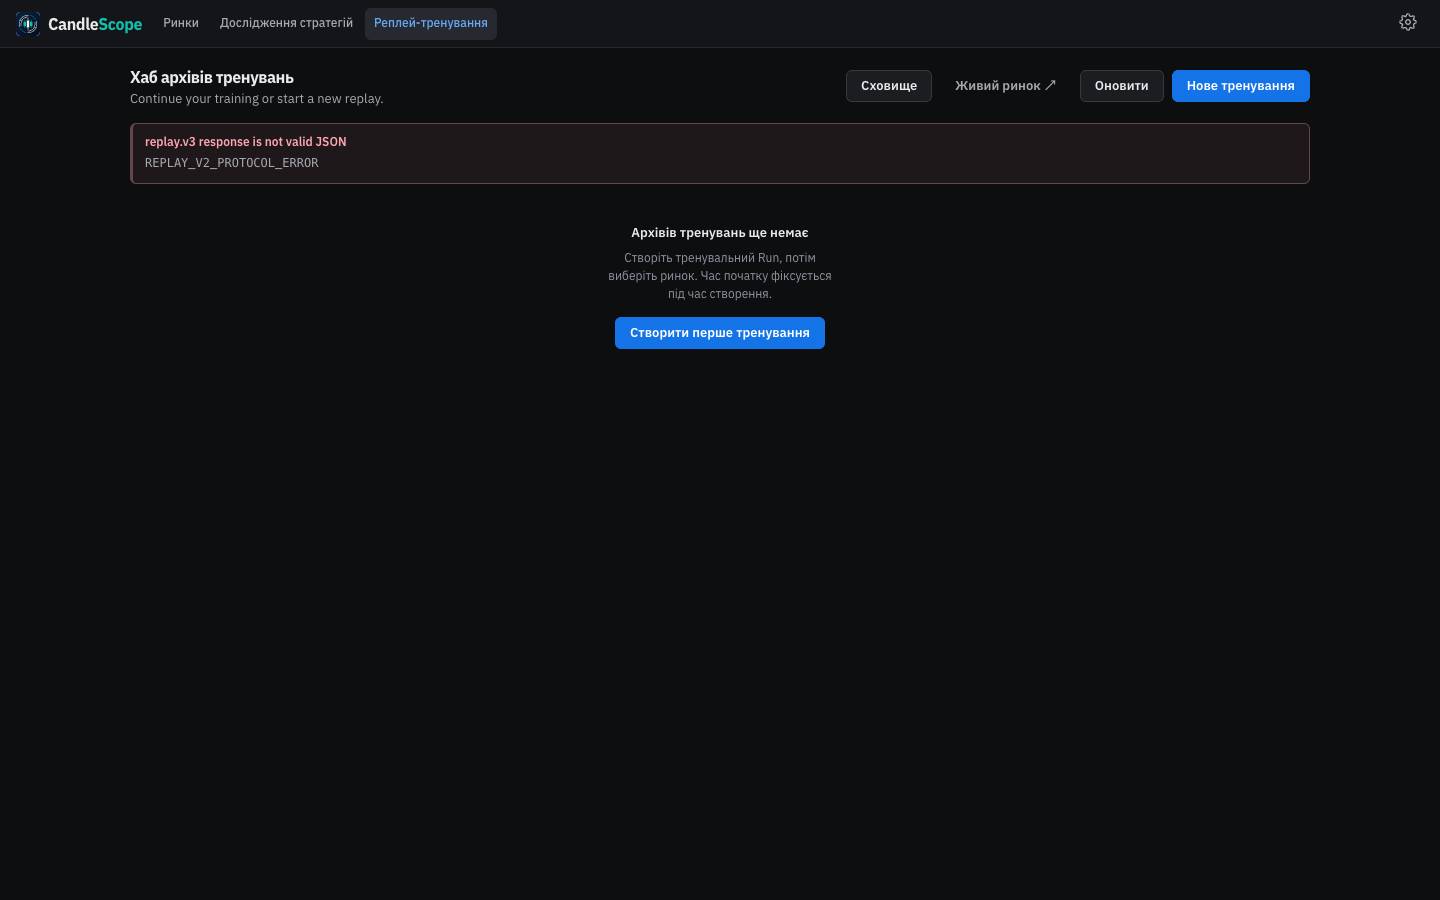 CandleScope
Ринки
Дослідження стратегій
Реплей-тренування
Хаб архівів тренувань
Continue your training or start a new replay.
Сховище
Живий ринок ↗
Оновити
Нове тренування
replay.v3 response is not valid JSON
REPLAY_V2_PROTOCOL_ERROR
Архівів тренувань ще немає
Створіть тренувальний Run, потім
виберіть ринок. Час початку фіксується
під час створення.
Створити перше тренування